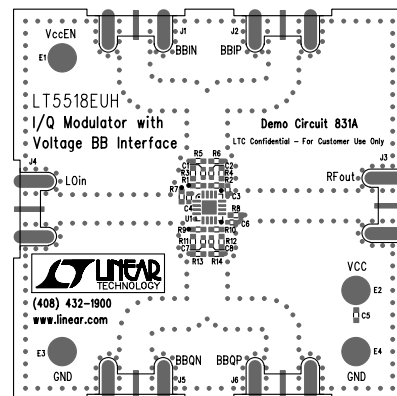 VccEN
E1
BBIN
J1
J2
BBIP
LT5518EUH
I/Q Modulator with
Voltage BB Interface
Demo Circuit 831A
LTC Confidential - For Customer Use Only
J4
LOin
J3
RFout
R5 R6
C1 C2
R3 R4
R1 R2
R7
C3
C4
R8
U1
C6
R9
R11 R10
R12
C7 C8
R13 R14
LINEAR
TECHNOLOGY
(408) 432-1900
www.linear.com
VCC
E2
C5
E3
GND
BBQN
J5
BBQP
J6
E4
GND